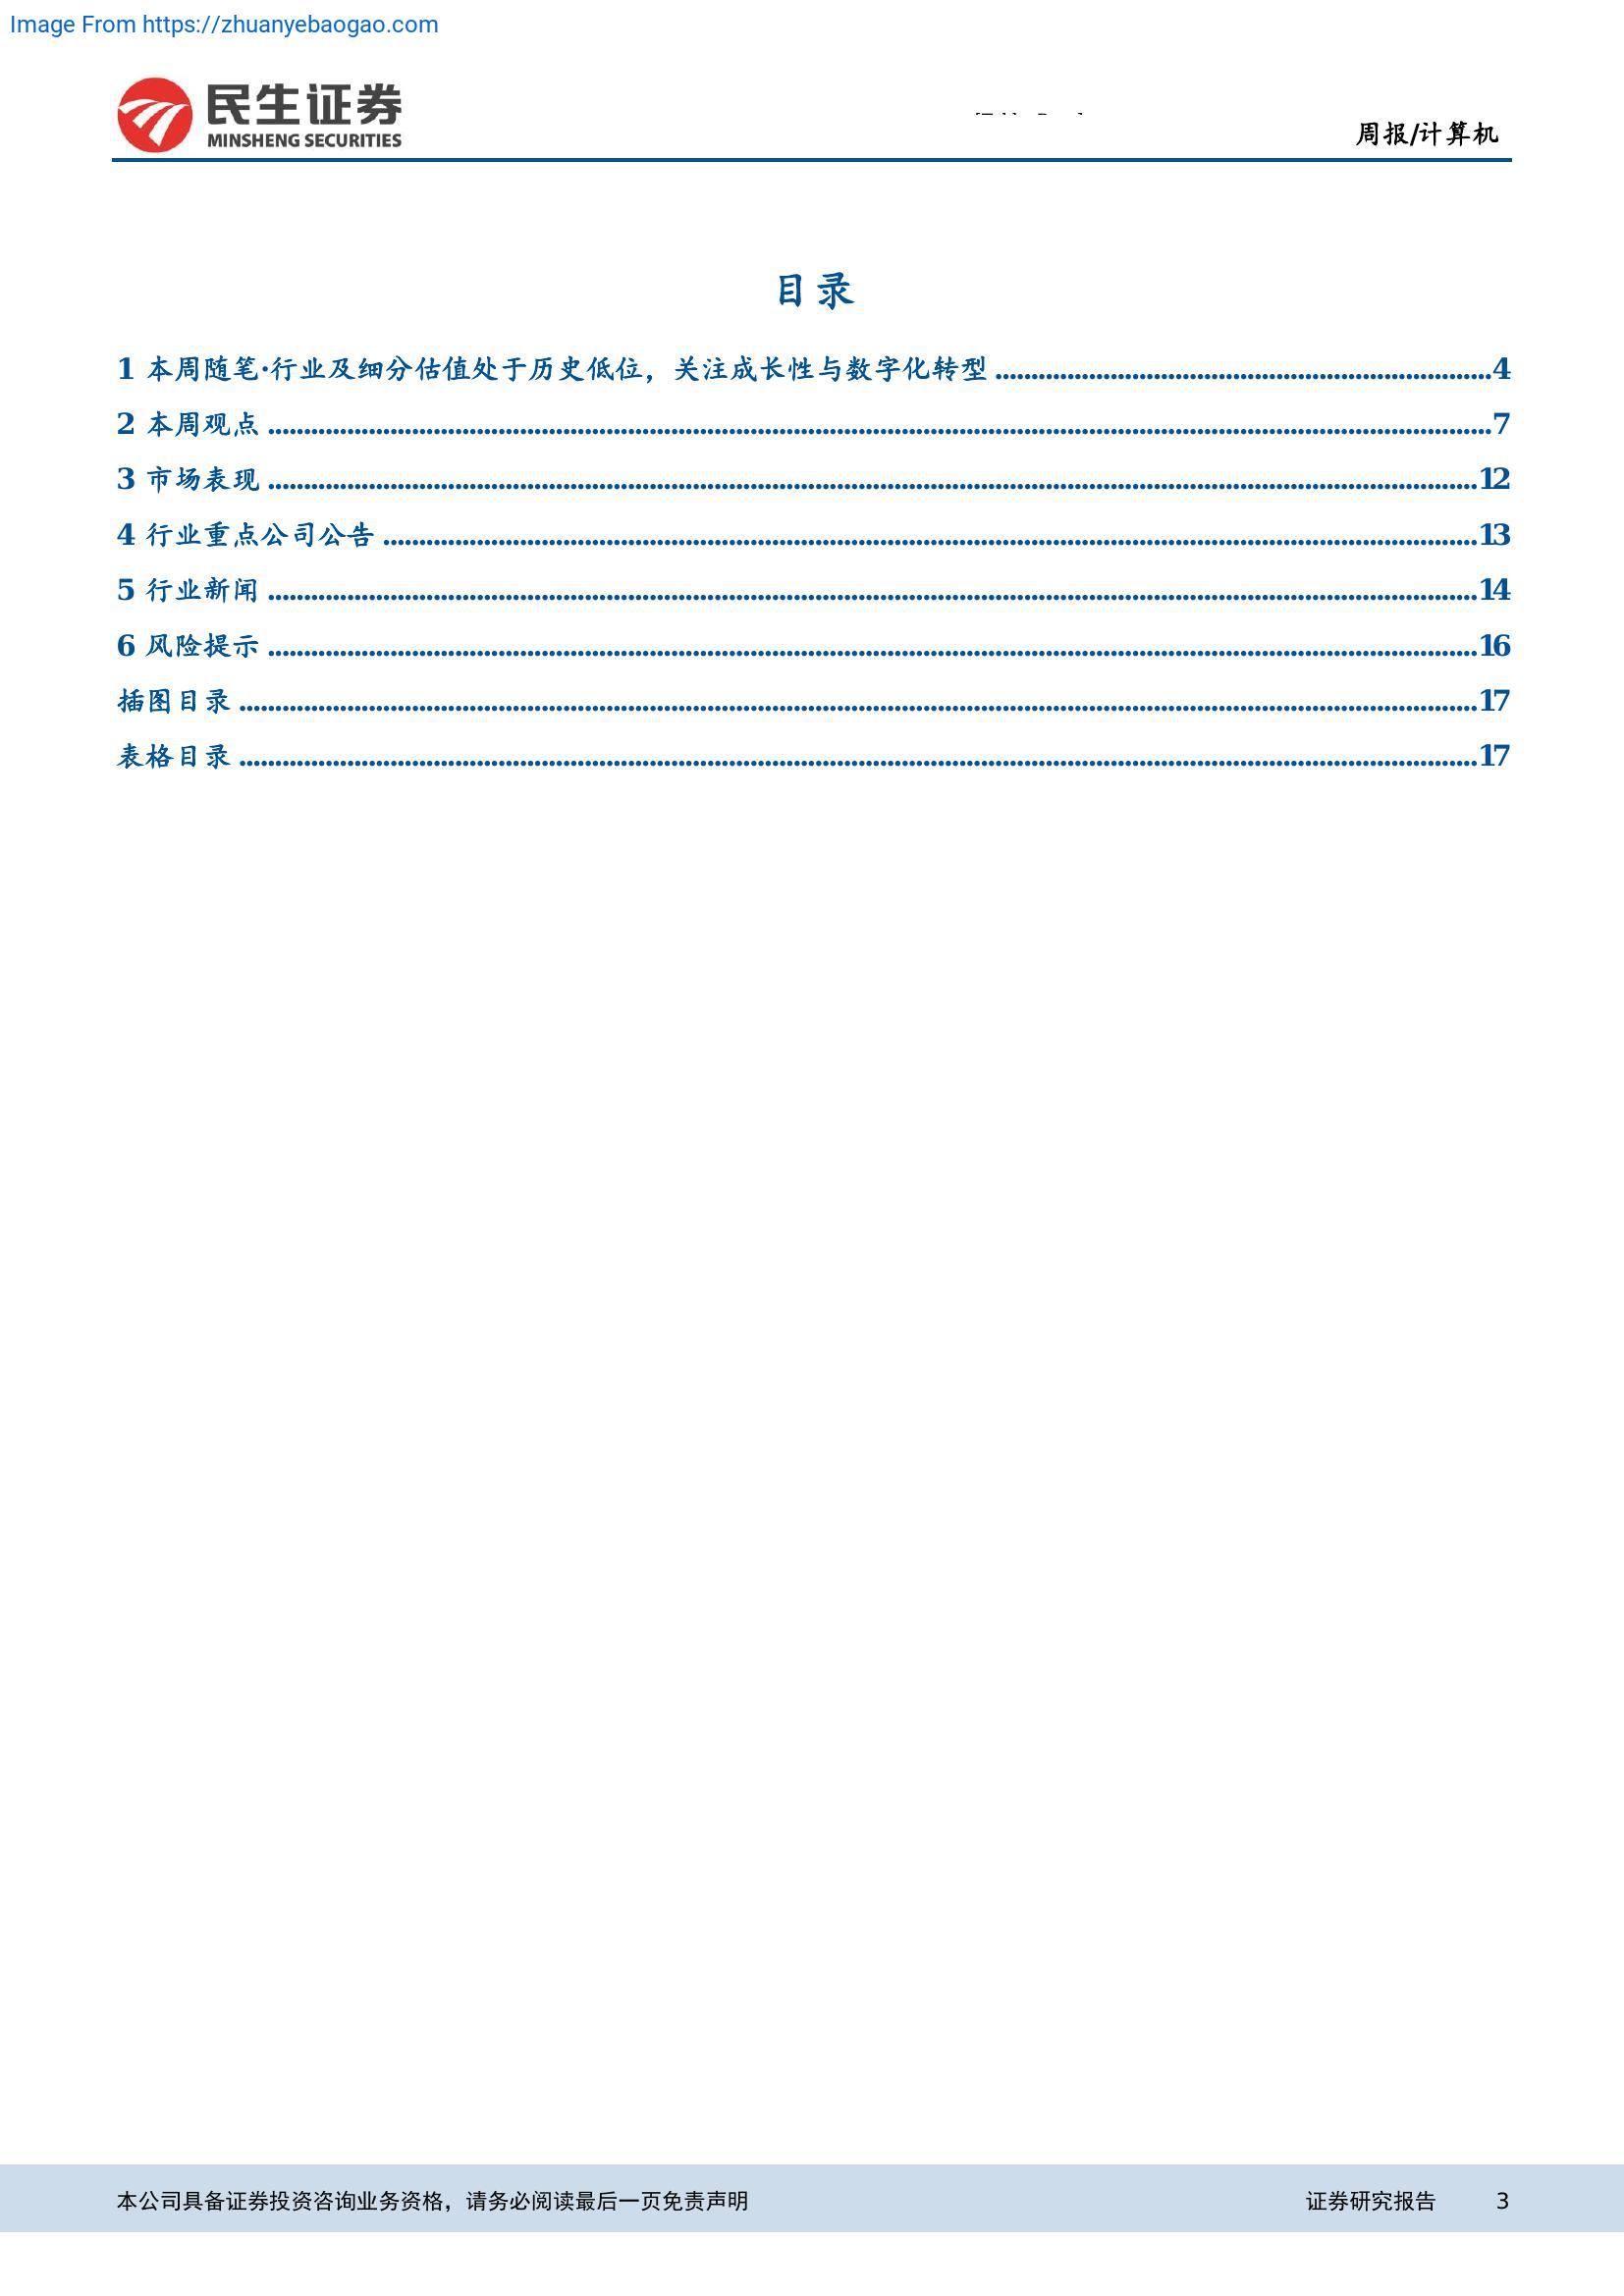 Image From https://zhuanyebaogao.com
民生证券
MINSHENG SECURITIES
周报/计算机
目录
1 本周随笔·行业及细分估值处于历史低位，关注成长性与数字化转型 ........ 4
2 本周观点 ........ 7
3 市场表现 ........ 12
4 行业重点公司公告 ........ 13
5 行业新闻 ........ 14
6 风险提示 ........ 16
插图目录 ........ 17
表格目录 ........ 17
本公司具备证券投资咨询业务资格，请务必阅读最后一页免责声明 证券研究报告 3